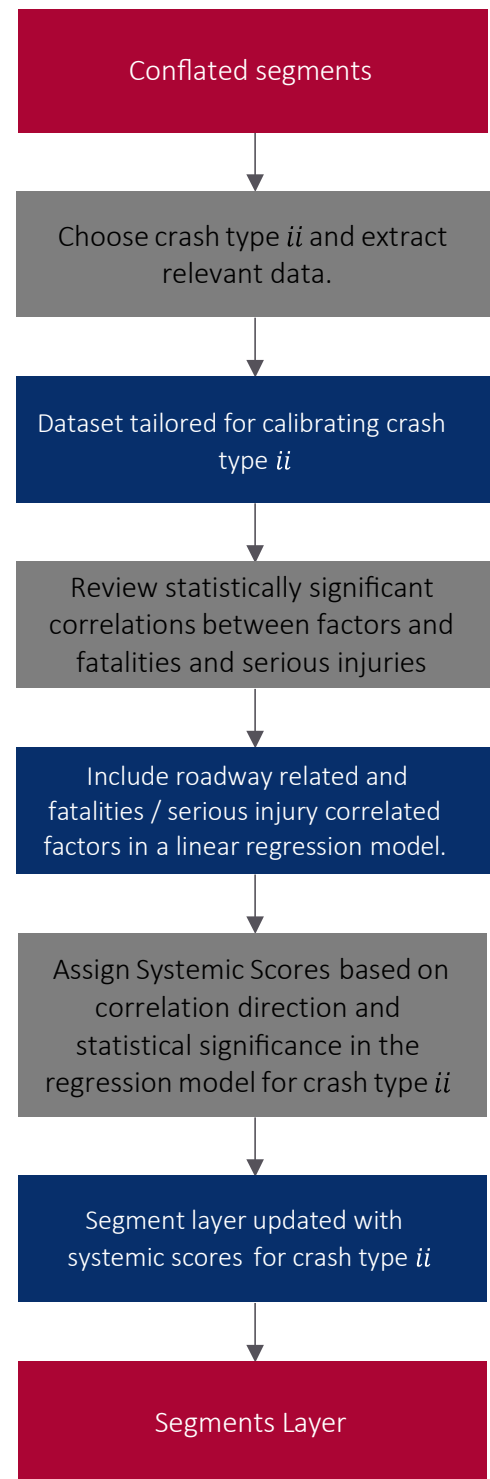 Conflated segments
Choose crash type ii and extract
relevant data.
Dataset tailored for calibrating crash
type ii
Review statistically significant
correlations between factors and
fatalities and serious injuries
Include roadway related and
fatalities / serious injury correlated
factors in a linear regression model.
Assign Systemic Scores based on
correlation direction and
statistical significance in the
regression model for crash type ii
Segment layer updated with
systemic scores for crash type ii
Segments Layer